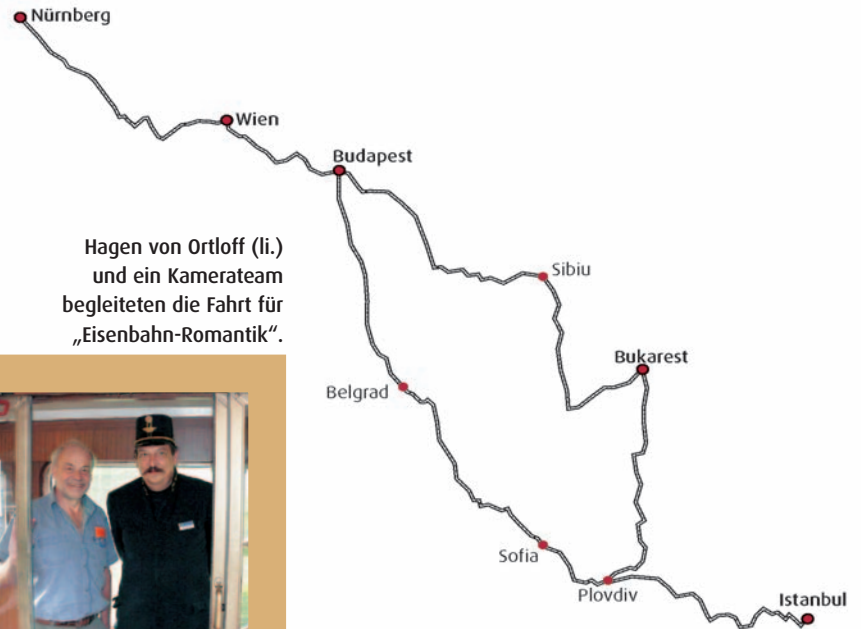 Nürnberg
Wien
Budapest
Hagen von Ortloff (li.)
und ein Kamerateam
begleiteten die Fahrt für
„Eisenbahn-Romantik“.
Sibiu
Bukarest
Belgrad
Sofia
Plovdiv
Istanbul